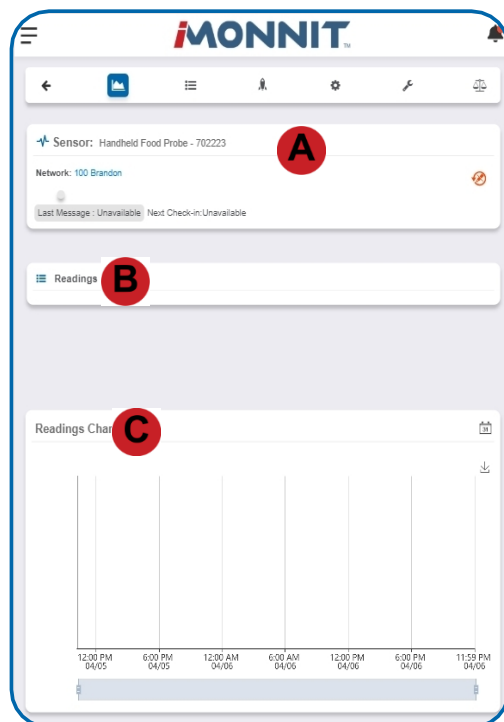 iMONNIT™
Sensor: Handheld Food Probe - 702223
A
Network: 100 Brandon
Last Message : Unavailable Next Check-in:Unavailable
Readings
B
Readings Char
C
31
12:00 PM 6:00 PM 12:00 AM 6:00 AM 12:00 PM 6:00 PM 11:59 PM
04/05 04/05 04/06 04/06 04/06 04/06 04/06